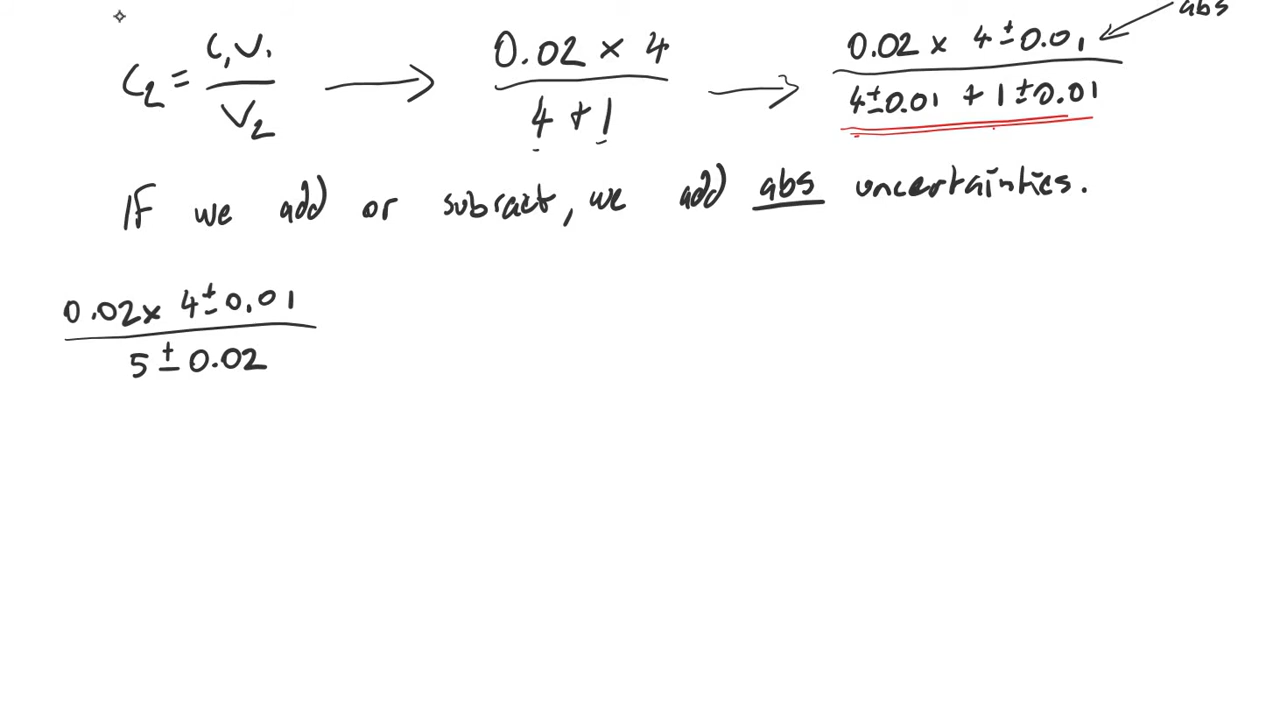 abs
C₂ = C₁V₁ / V₂ → 0.02 × 4 / 4 + 1 → 0.02 × 4 ± 0.01 / 4 ± 0.01 + 1 ± 0.01
IF we add or subract, we add abs uncertainties.
0.02 × 4 ± 0.01
5 ± 0.02